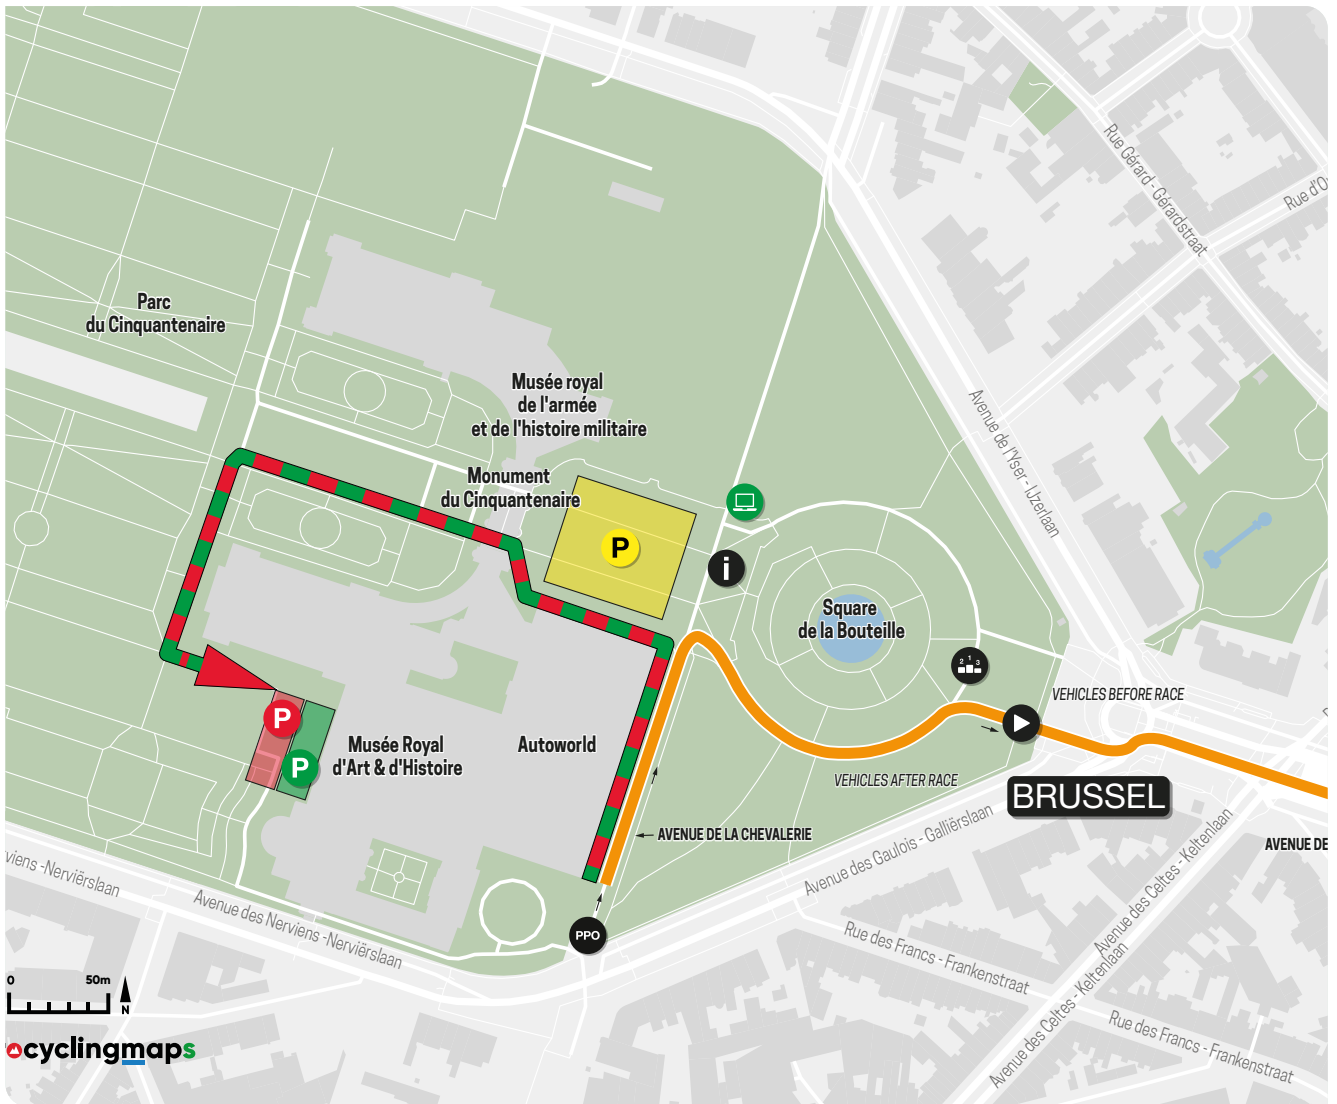 Rue Gérard - Gérardstraat
Parc
du Cinquantenaire
Musée royal
de l'armée
et de l'histoire militaire
Avenue de l'Yser - IJzerlaan
Monument
du Cinquantenaire
P
i
Square
de la Bouteille
2 1 3
VEHICLES BEFORE RACE
P
P
Musée Royal
d'Art & d'Histoire
Autoworld
VEHICLES AFTER RACE
BRUSSEL
AVENUE DE LA CHEVALERIE
AVENUE DE
Avenue des Gaulois - Galliërslaan
Avenue des Celtes - Keltenlaan
Avenue des Nerviens -Nerviërslaan
PPO
Rue des Francs - Frankenstraat
Avenue des Celtes - Keltenlaan
Rue des Francs - Frankenstraat
0 50m
N
cyclingmaps